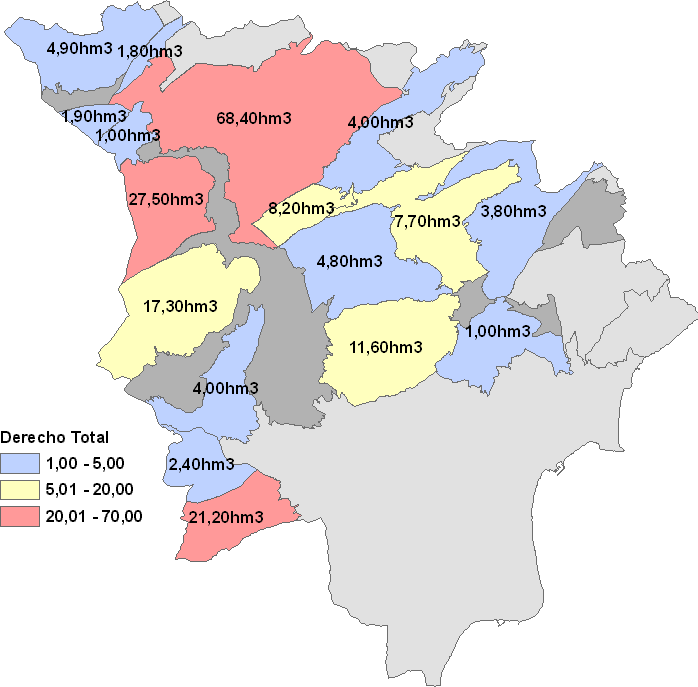 4,90hm3
1,80hm3
1,90hm3
1,00hm3
68,40hm3
4,00hm3
27,50hm3
8,20hm3
7,70hm3
3,80hm3
4,80hm3
17,30hm3
11,60hm3
1,00hm3
4,00hm3
2,40hm3
21,20hm3
Derecho Total
1,00 - 5,00
5,01 - 20,00
20,01 - 70,00